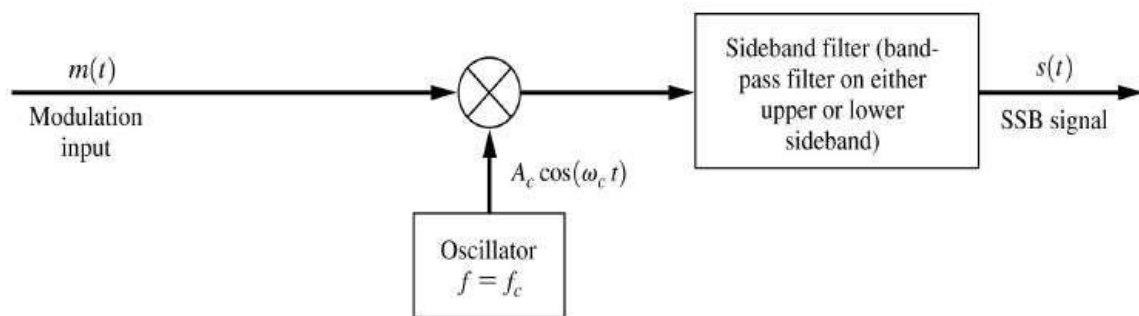 m(t)
Modulation
input
A_c cos(ω_c t)
Oscillator
f = f_c
Sideband filter (band-
pass filter on either
upper or lower
sideband)
s(t)
SSB signal